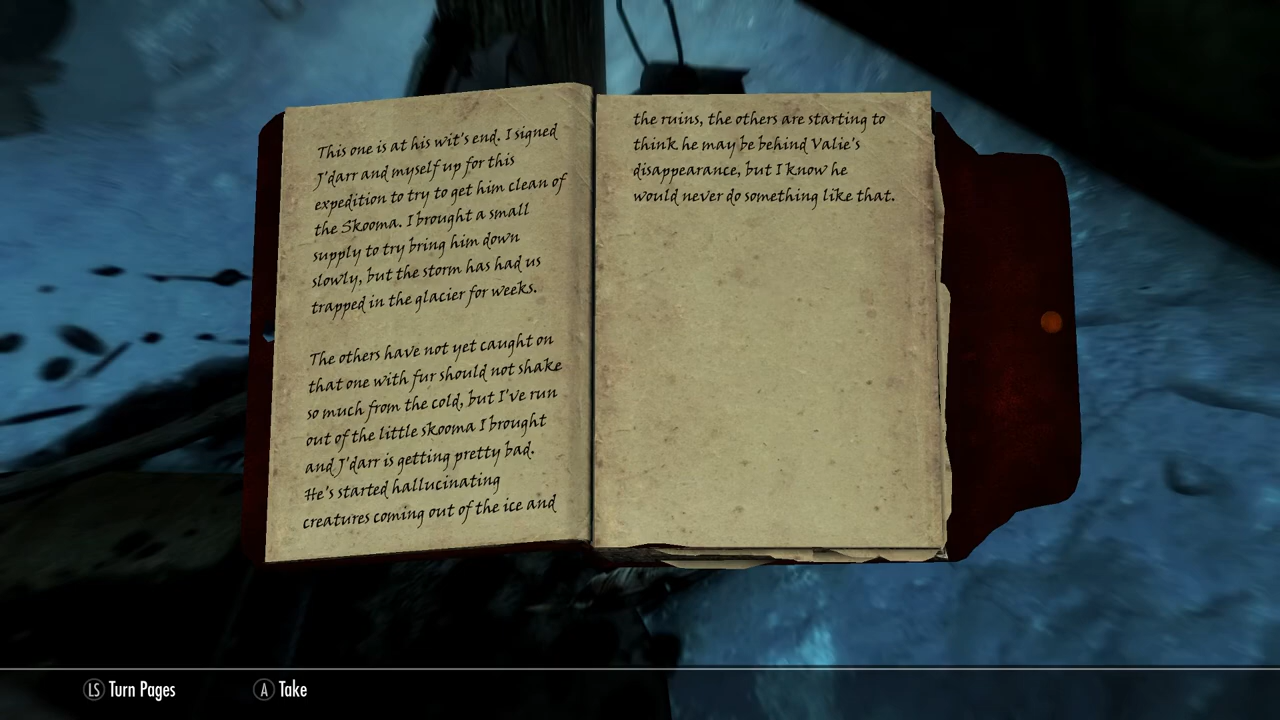 This one is at his wit's end. I signed
J'darr and myself up for this
expedition to try to get him clean of
the Skooma. I brought a small
supply to try bring him down
slowly, but the storm has had us
trapped in the glacier for weeks.
The others have not yet caught on
that one with fur should not shake
so much from the cold, but I've run
out of the little skooma I brought
and J'darr is getting pretty bad.
He's started hallucinating
creatures coming out of the ice and
the ruins, the others are starting to
think he may be behind Valie's
disappearance, but I know he
would never do something like that.
LS Turn Pages
A Take